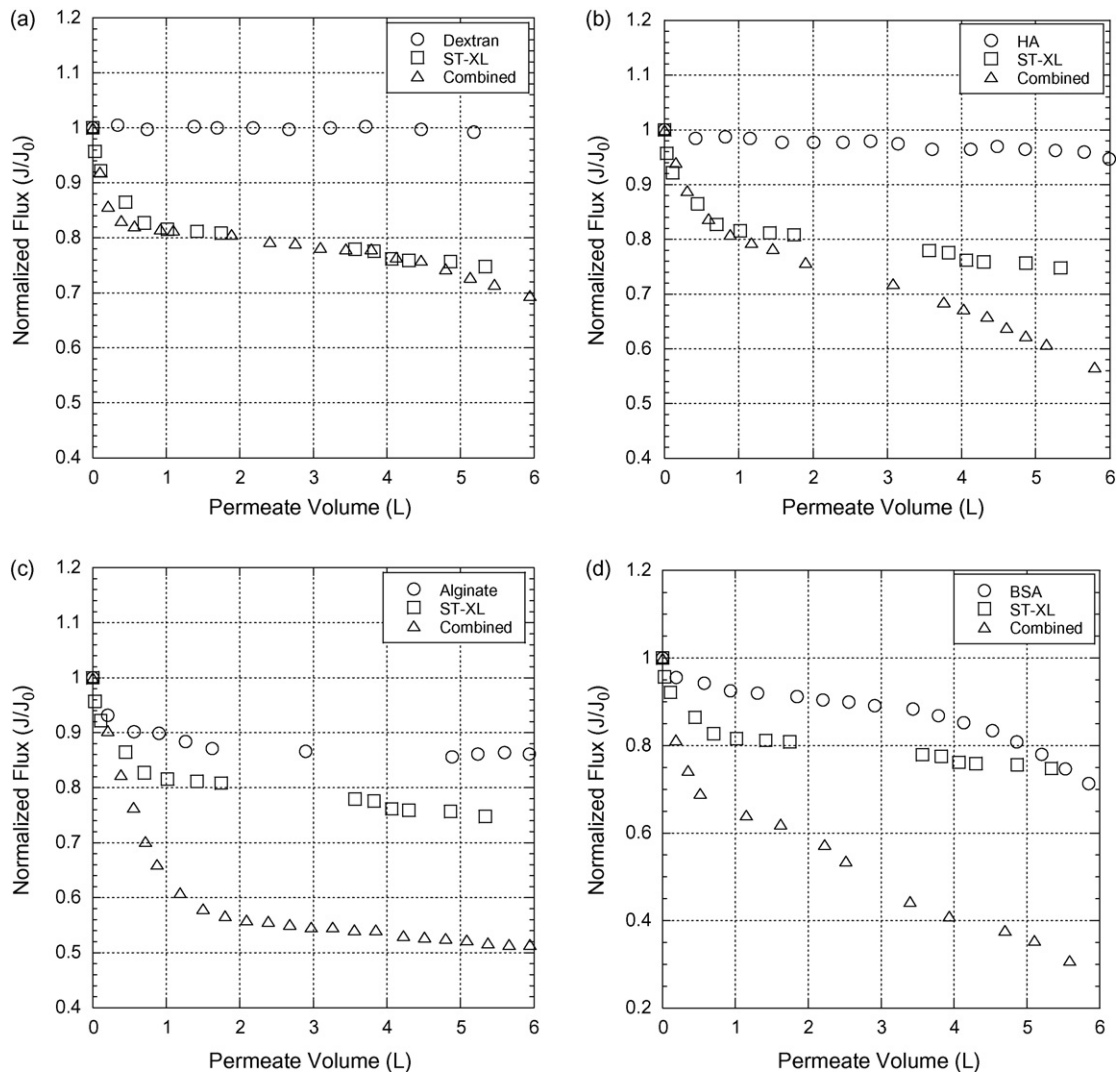 (a)
1.2
1.1
1
0.9
0.8
0.7
0.6
0.5
0.4
Normalized Flux (J/J0)
Dextran
ST-XL
Combined
0 1 2 3 4 5 6
Permeate Volume (L)
(b)
1.2
1.1
1
0.9
0.8
0.7
0.6
0.5
0.4
Normalized Flux (J/J0)
HA
ST-XL
Combined
0 1 2 3 4 5 6
Permeate Volume (L)
(c)
1.2
1.1
1
0.9
0.8
0.7
0.6
0.5
0.4
Normalized Flux (J/J0)
Alginate
ST-XL
Combined
0 1 2 3 4 5 6
Permeate Volume (L)
(d)
1.2
1
0.8
0.6
0.4
0.2
Normalized Flux (J/J0)
BSA
ST-XL
Combined
0 1 2 3 4 5 6
Permeate Volume (L)